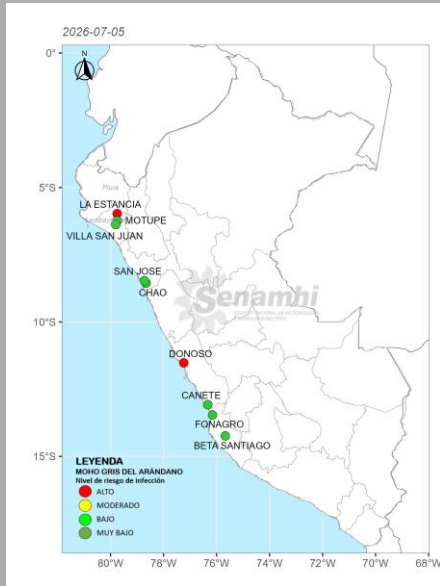 2026-07-05
0°
N
5°S
Piura
LA ESTANCIA
MOTUPE
VILLA SAN JUAN
SAN JOSE
CHAO
Senamhi
10°S
DONOSO
CANETE
FONAGRO
BETA SANTIAGO
15°S
LEYENDA
MOHO GRIS DEL ARÁNDANO
Nivel de riesgo de infección
ALTO
MODERADO
BAJO
MUY BAJO
80°W 78°W 76°W 74°W 72°W 70°W 68°W